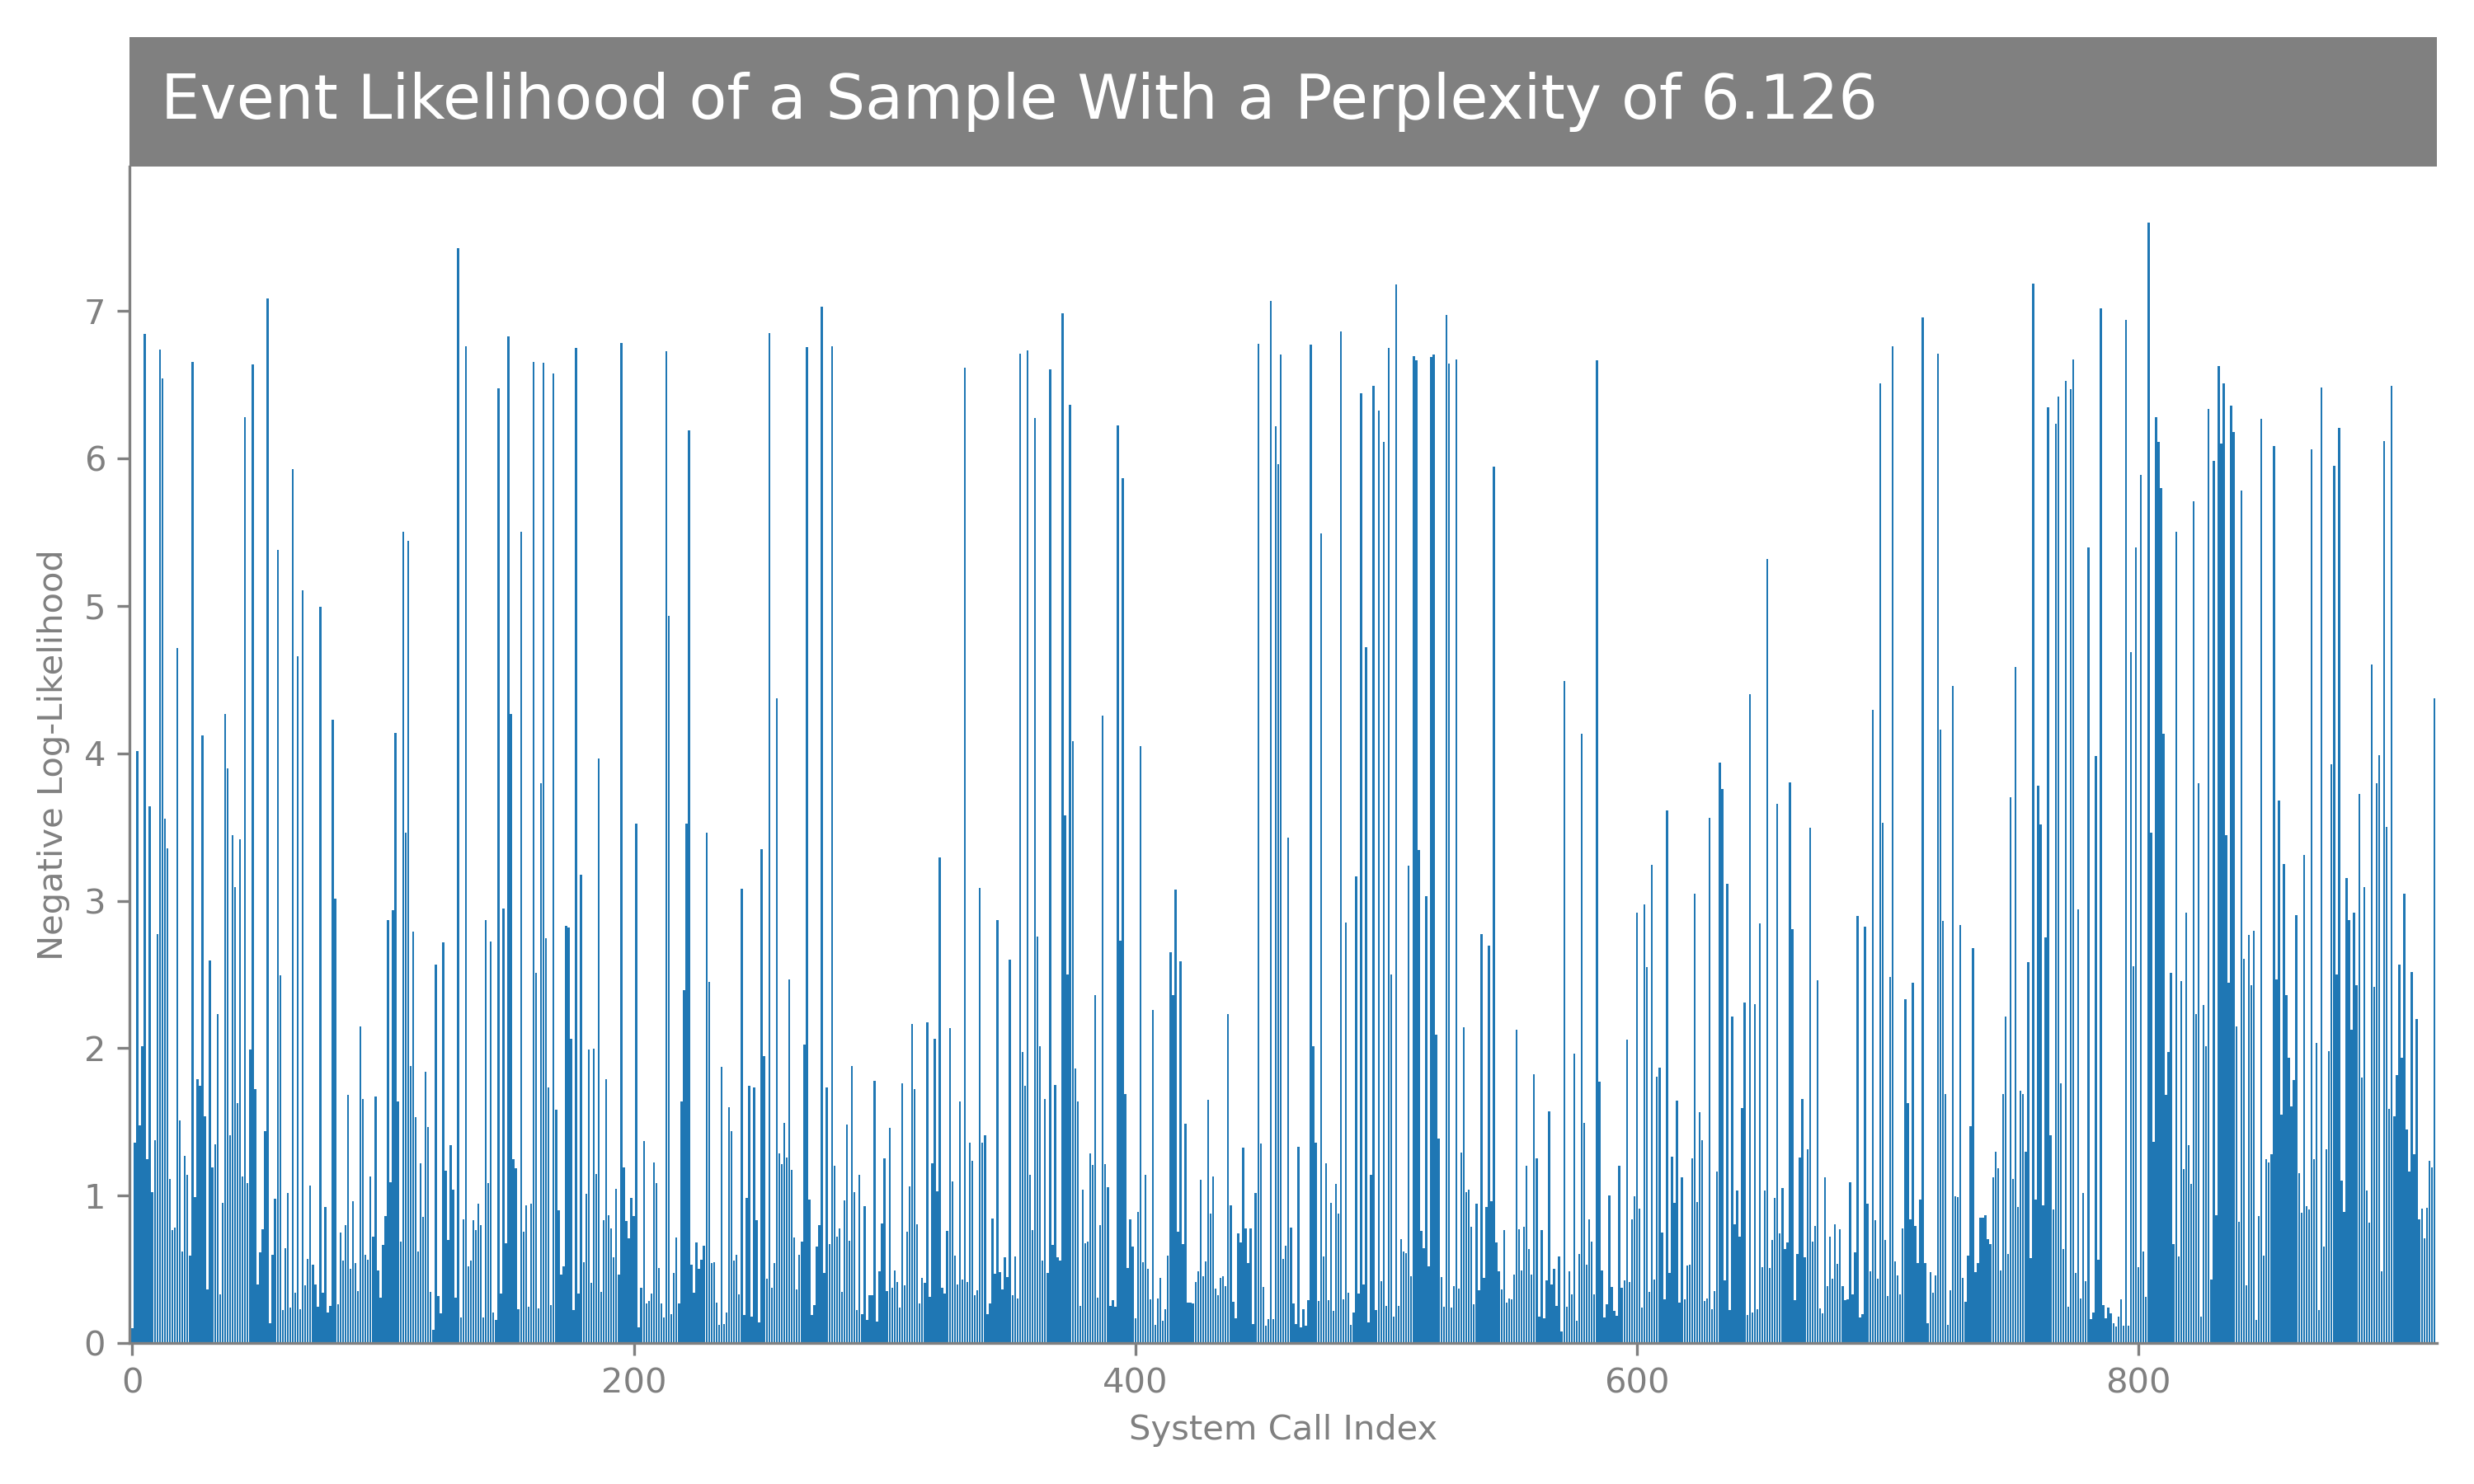 Event Likelihood of a Sample With a Perplexity of 6.126
Negative Log-Likelihood
7
6
5
4
3
2
1
0
0 200 400 600 800
System Call Index